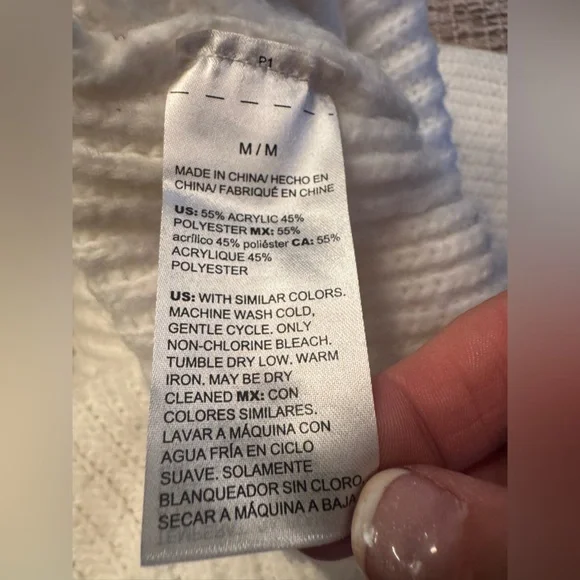 P1
M / M
MADE IN CHINA/ HECHO EN
CHINA/ FABRIQUÉ EN CHINE
US: 55% ACRYLIC 45%
POLYESTER MX: 55%
acrílico 45% poliéster CA: 55%
ACRYLIQUE 45%
POLYESTER
US: WITH SIMILAR COLORS.
MACHINE WASH COLD,
GENTLE CYCLE. ONLY
NON-CHLORINE BLEACH.
TUMBLE DRY LOW. WARM
IRON. MAY BE DRY
CLEANED MX: CON
COLORES SIMILARES.
LAVAR A MÁQUINA CON
AGUA FRÍA EN CICLO
SUAVE. SOLAMENTE
BLANQUEADOR SIN CLORO
SECAR A MÁQUINA A BAJA